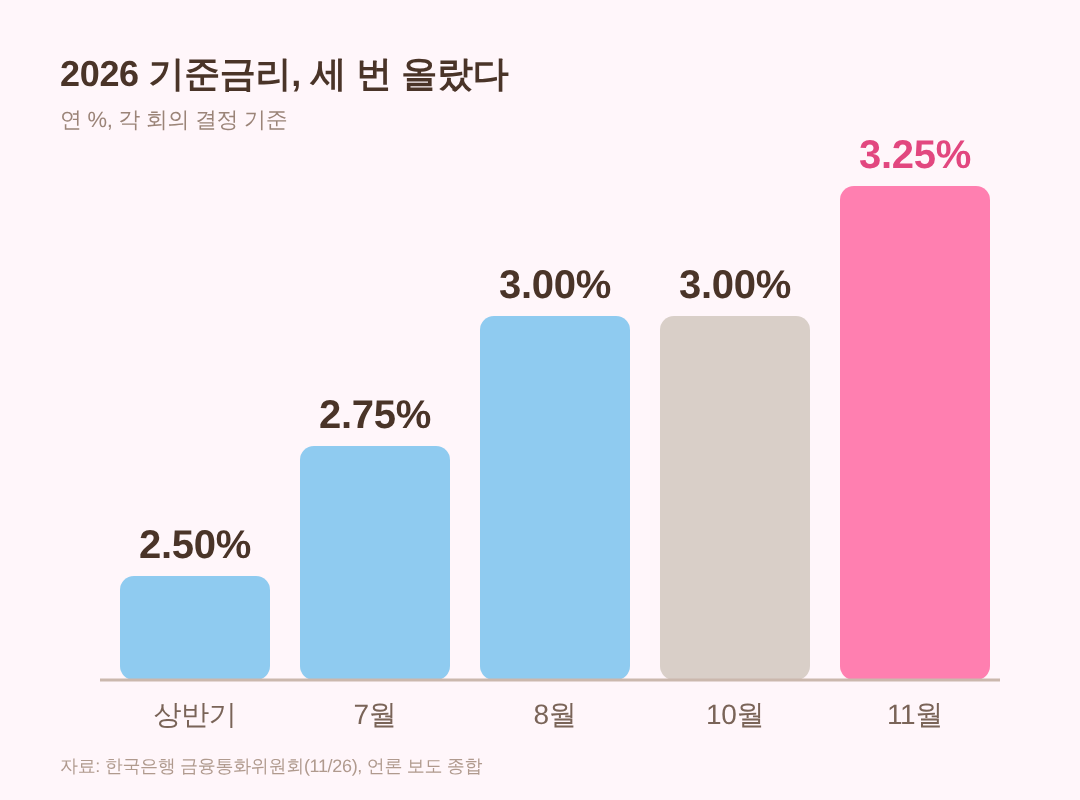 2026 기준금리, 세 번 올랐다
연 %, 각 회의 결정 기준
3.25%
3.00%
3.00%
2.75%
2.50%
상반기
7월
8월
10월
11월
자료: 한국은행 금융통화위원회(11/26), 언론 보도 종합